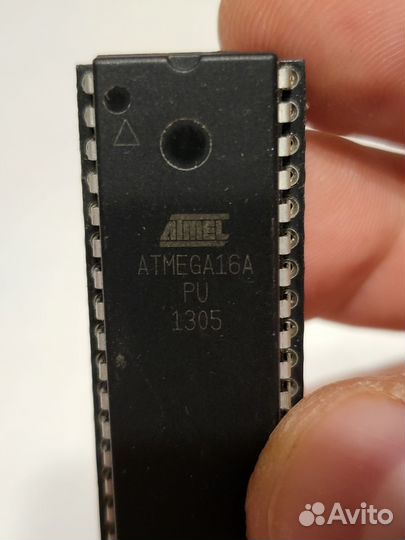 ATMEL
ATMEGA16A
PU
1305
Avito